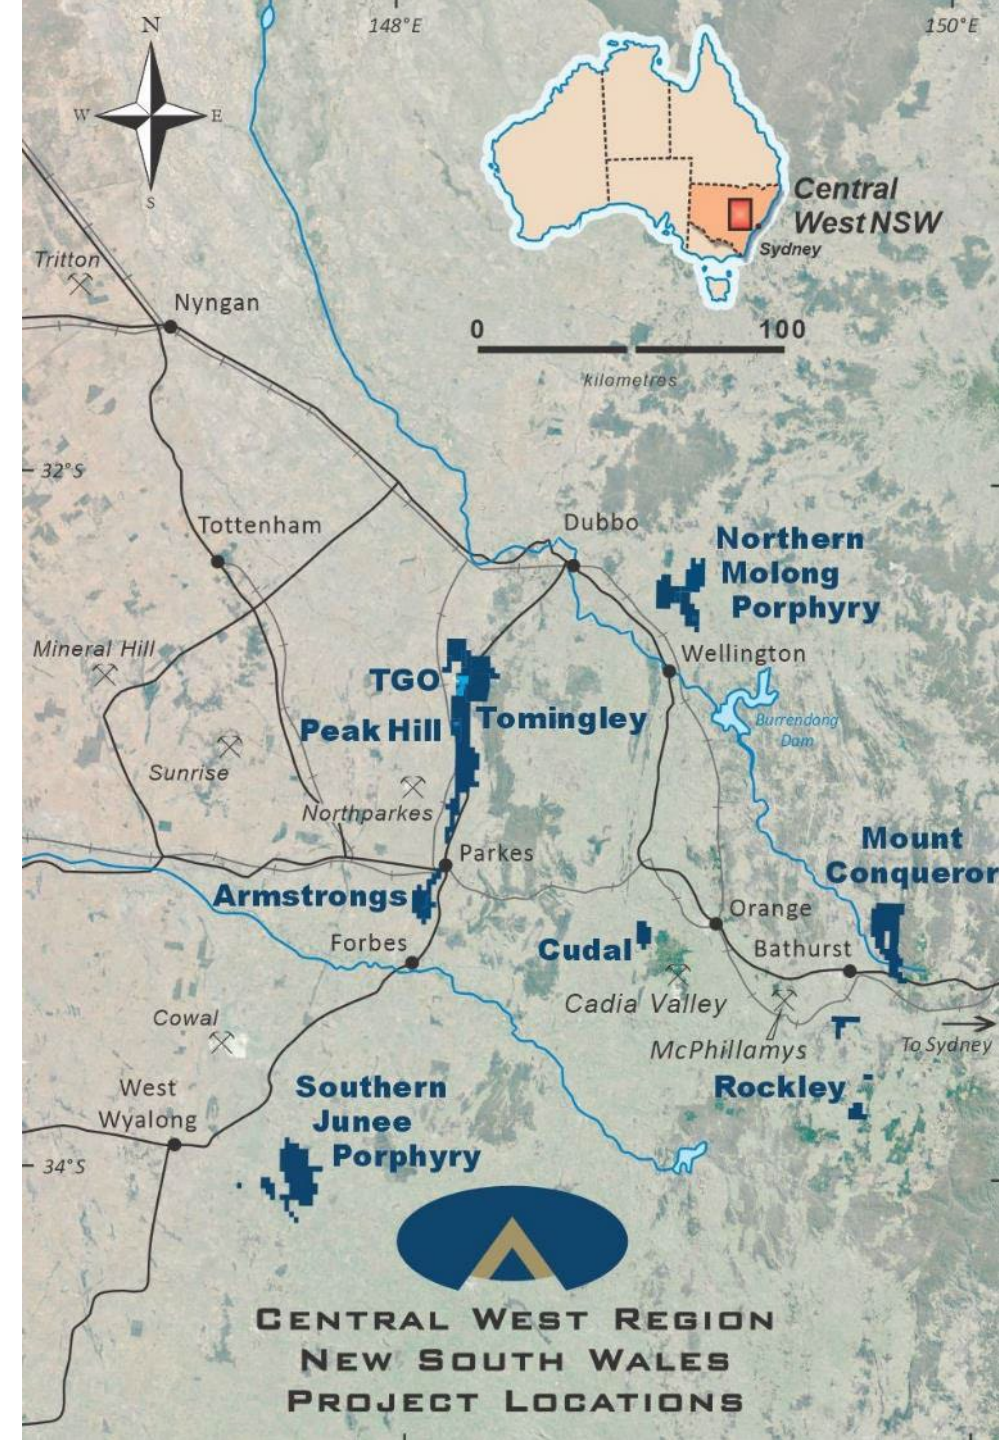 148°E
150°E
N
W
E
S
Central
West NSW
Sydney
Tritton
Nyngan
0
100
kilometres
32°S
Tottenham
Dubbo
Northern
Molong
Porphyry
Mineral Hill
Wellington
TGO
Peak Hill
Tomingley
Burrendong
Dam
Sunrise
Northparkes
Parkes
Mount
Conqueror
Armstrongs
Orange
Forbes
Cudal
Bathurst
Cadia Valley
Cowal
McPhillamys
To Sydney
West
Wyalong
Southern
Junee
Porphyry
Rockley
34°S
CENTRAL WEST REGION
NEW SOUTH WALES
PROJECT LOCATIONS